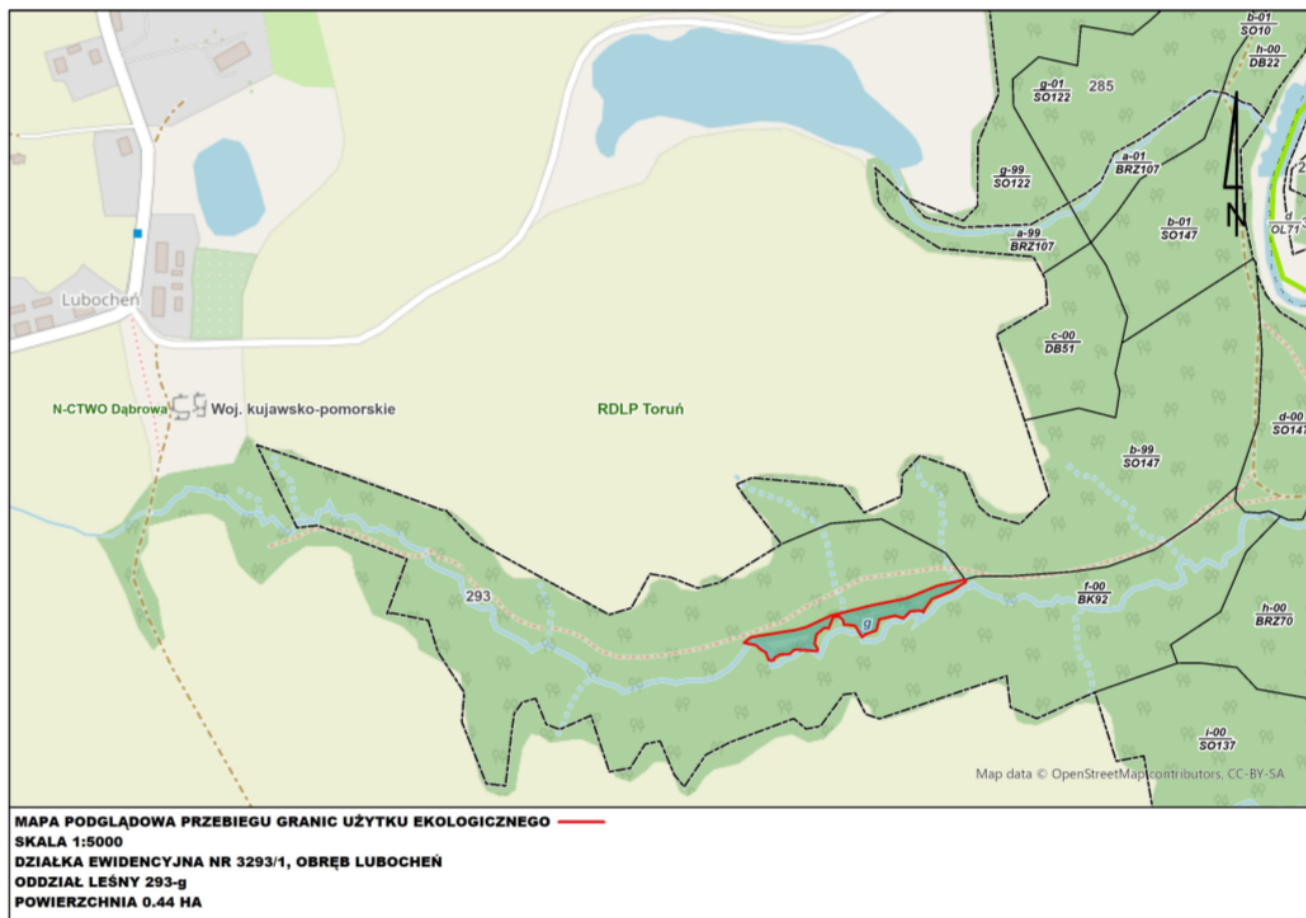 b-01
SO10
h-00
DB22
g-01
SO122
285
a-01
BRZ107
g-99
SO122
d
OL71
a-99
BRZ107
b-01
SO147
Lubocheń
c-00
DB51
N-CTWO Dąbrowa
Woj. kujawsko-pomorskie
RDLP Toruń
d-00
SO147
b-99
SO147
293
f-00
BK92
g
h-00
BRZ70
i-00
SO137
N
Map data © OpenStreetMap contributors, CC-BY-SA
MAPA PODGLĄDOWA PRZEBIEGU GRANIC UŻYTKU EKOLOGICZNEGO
SKALA 1:5000
DZIAŁKA EWIDENCYJNA NR 3293/1, OBRĘB LUBOCHEŃ
ODDZIAŁ LEŚNY 293-g
POWIERZCHNIA 0.44 HA